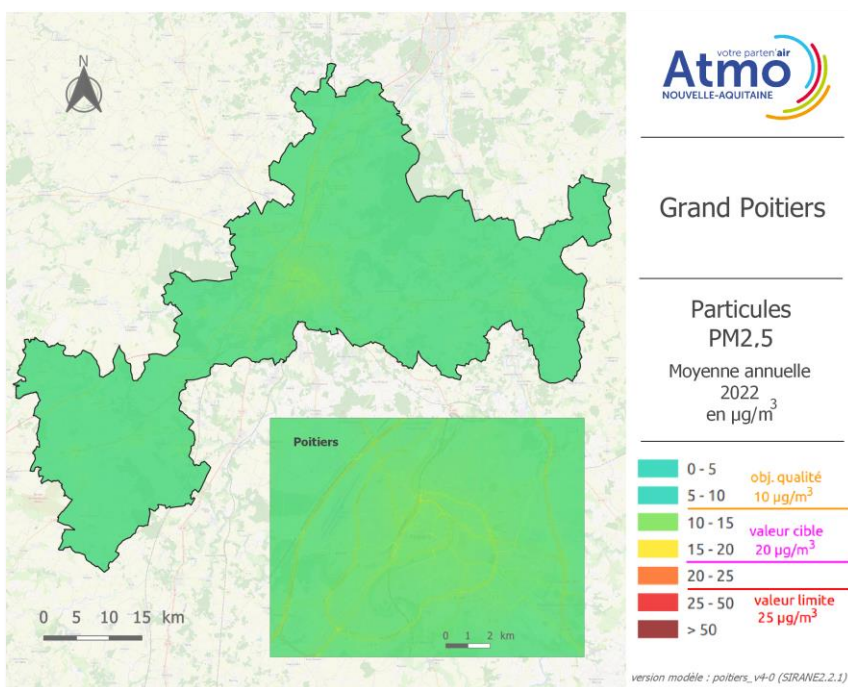 N
votre parten'air
Atmo
NOUVELLE-AQUITAINE
Grand Poitiers
Particules
PM2,5
Moyenne annuelle
2022
en µg/m³
Poitiers
0 - 5
5 - 10
obj. qualité
10 µg/m³
10 - 15
15 - 20
valeur cible
20 µg/m³
20 - 25
25 - 50
valeur limite
25 µg/m³
> 50
0 5 10 15 km
0 1 2 km
version modèle : poitiers_v4-0 (SIRANE2.2.1)